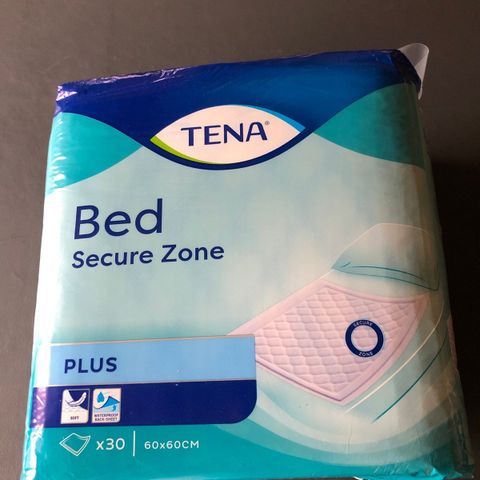 TENA®
Bed
Secure Zone
SECURE
ZONE
PLUS
SOFT
WATERPROOF
BACK-SHEET
x30
60x60CM